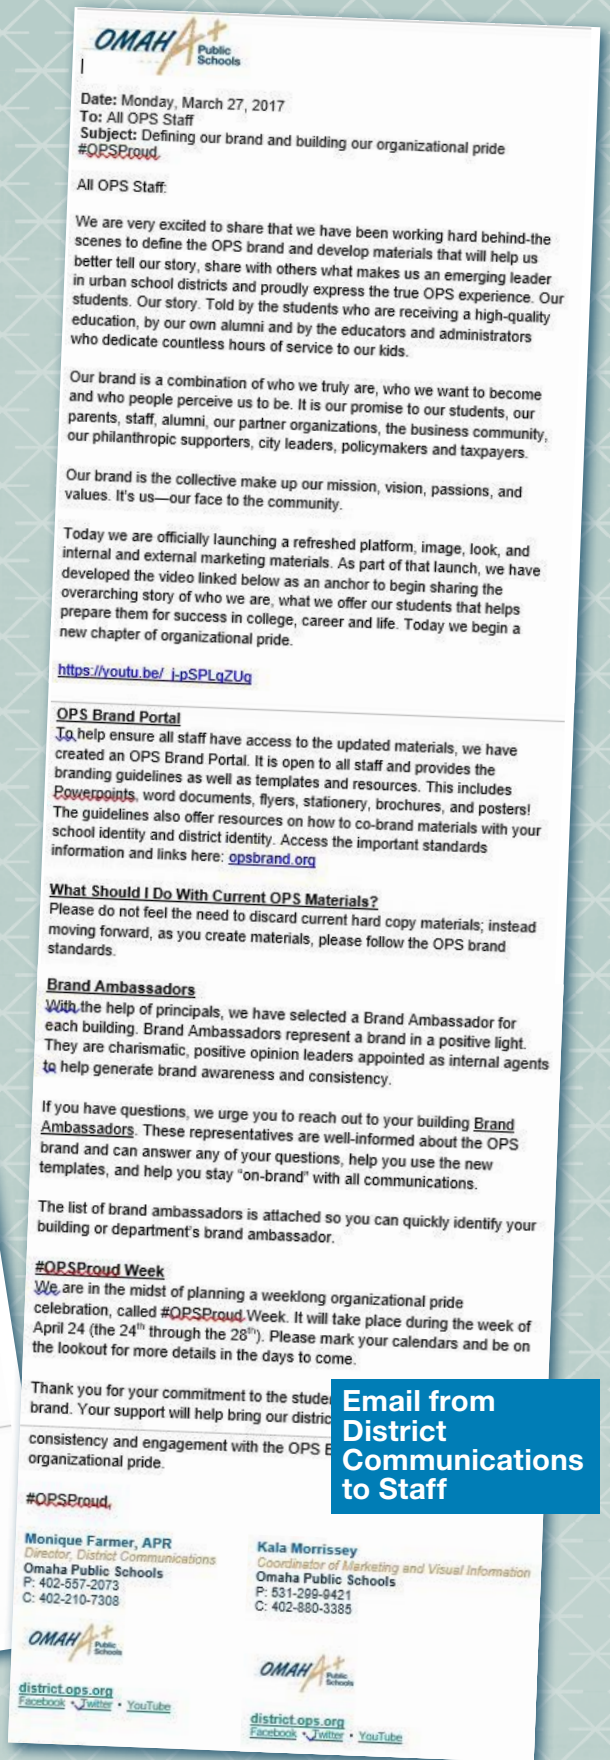 OMAHA+
Public
Schools
Date: Monday, March 27, 2017
To: All OPS Staff
Subject: Defining our brand and building our organizational pride
#OPSProud
All OPS Staff:
We are very excited to share that we have been working hard behind-the
scenes to define the OPS brand and develop materials that will help us
better tell our story, share with others what makes us an emerging leader
in urban school districts and proudly express the true OPS experience. Our
students. Our story. Told by the students who are receiving a high-quality
education, by our own alumni and by the educators and administrators
who dedicate countless hours of service to our kids.
Our brand is a combination of who we truly are, who we want to become
and who people perceive us to be. It is our promise to our students, our
parents, staff, alumni, our partner organizations, the business community,
our philanthropic supporters, city leaders, policymakers and taxpayers.
Our brand is the collective make up our mission, vision, passions, and
values. It's us—our face to the community.
Today we are officially launching a refreshed platform, image, look, and
internal and external marketing materials. As part of that launch, we have
developed the video linked below as an anchor to begin sharing the
overarching story of who we are, what we offer our students that helps
prepare them for success in college, career and life. Today we begin a
new chapter of organizational pride.
https://youtu.be/_j-pSPLqZUg
OPS Brand Portal
To help ensure all staff have access to the updated materials, we have
created an OPS Brand Portal. It is open to all staff and provides the
branding guidelines as well as templates and resources. This includes
Powerpoints, word documents, flyers, stationery, brochures, and posters!
The guidelines also offer resources on how to co-brand materials with your
school identity and district identity. Access the important standards
information and links here: opsbrand.org
What Should I Do With Current OPS Materials?
Please do not feel the need to discard current hard copy materials; instead
moving forward, as you create materials, please follow the OPS brand
standards.
Brand Ambassadors
With the help of principals, we have selected a Brand Ambassador for
each building. Brand Ambassadors represent a brand in a positive light.
They are charismatic, positive opinion leaders appointed as internal agents
to help generate brand awareness and consistency.
If you have questions, we urge you to reach out to your building Brand
Ambassadors. These representatives are well-informed about the OPS
brand and can answer any of your questions, help you use the new
templates, and help you stay "on-brand" with all communications.
The list of brand ambassadors is attached so you can quickly identify your
building or department's brand ambassador.
#OPSProud Week
We are in the midst of planning a weeklong organizational pride
celebration, called #OPSProud Week. It will take place during the week of
April 24 (the 24th through the 28th). Please mark your calendars and be on
the lookout for more details in the days to come.
Thank you for your commitment to the stude
brand. Your support will help bring our distric
consistency and engagement with the OPS
organizational pride.
Email from
District
Communications
to Staff
#OPSProud,
Monique Farmer, APR
Director, District Communications
Omaha Public Schools
P: 402-557-2073
C: 402-210-7308
OMAHA+
Public
Schools
district.ops.org
Facebook • Twitter • YouTube
Kala Morrissey
Coordinator of Marketing and Visual Information
Omaha Public Schools
P: 531-299-9421
C: 402-880-3385
OMAHA+
Public
Schools
district.ops.org
Facebook • Twitter • YouTube